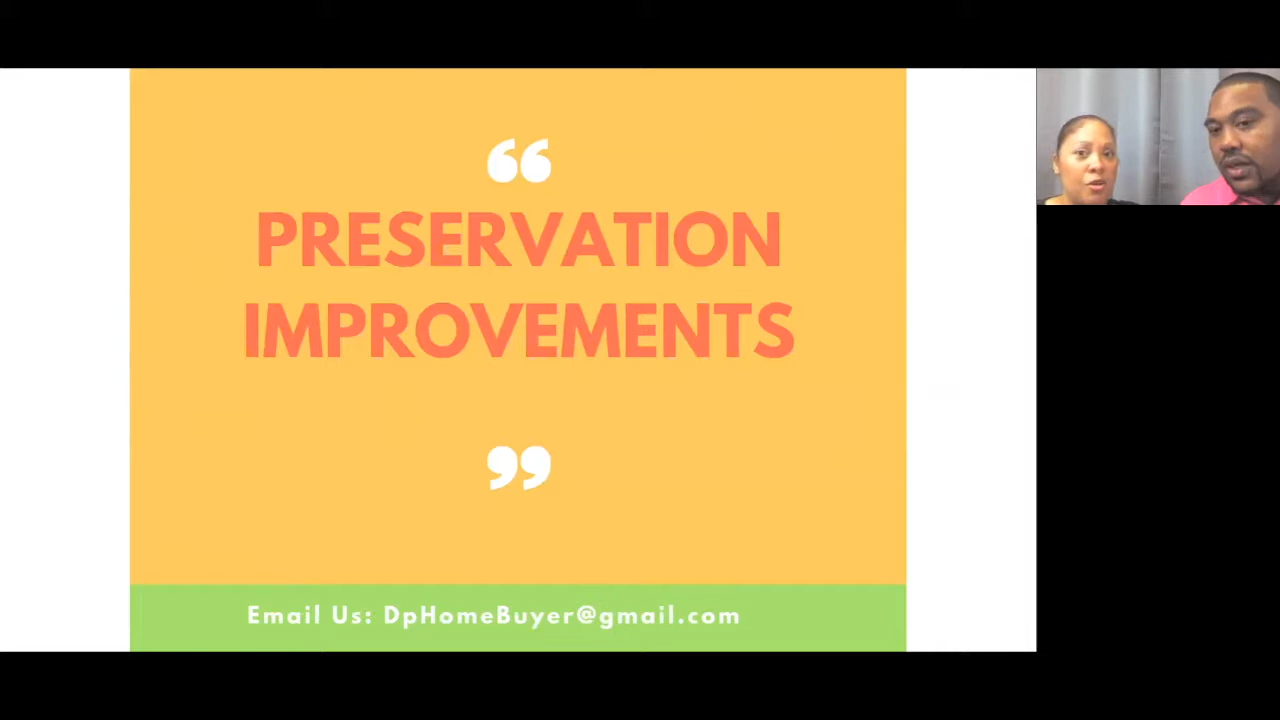 “
PRESERVATION
IMPROVEMENTS
”
Email Us: DpHomeBuyer@gmail.com